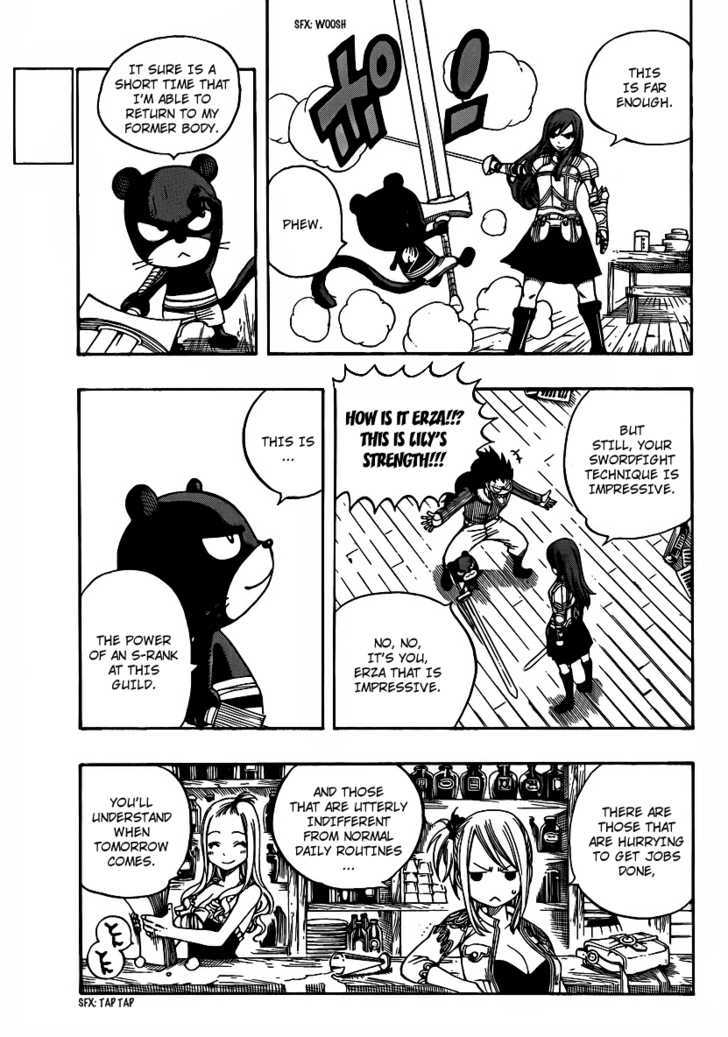 SFX: WOOSH
THIS
IS FAR
ENOUGH.
ポン!
PHEW.
IT SURE IS A
SHORT TIME THAT
I'M ABLE TO
RETURN TO MY
FORMER BODY.
BUT
STILL, YOUR
SWORDFIGHT
TECHNIQUE IS
IMPRESSIVE.
HOW IS IT ERZA!!?
THIS IS LILY'S
STRENGTH!!!
NO, NO,
IT'S YOU,
ERZA THAT IS
IMPRESSIVE.
THIS IS
...
THE POWER
OF AN S-RANK
AT THIS
GUILD.
THERE ARE
THOSE THAT
ARE HURRYING
TO GET JOBS
DONE,
AND THOSE
THAT ARE UTTERLY
INDIFFERENT
FROM NORMAL
DAILY ROUTINES
...
YOU'LL
UNDERSTAND
WHEN
TOMORROW
COMES.
SFX: TAP TAP